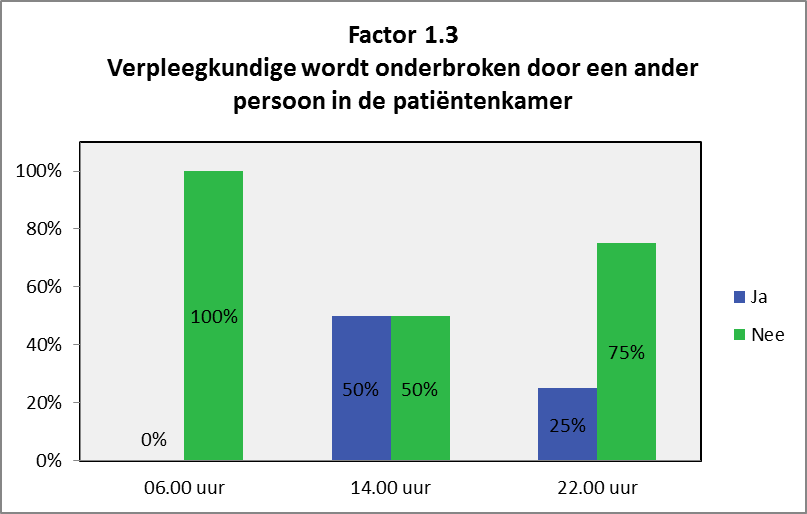 Factor 1.3
Verpleegkundige wordt onderbroken door een ander
persoon in de patiëntenkamer
100%
80%
60%
40%
20%
0%
0%
100%
50%
50%
25%
75%
06.00 uur
14.00 uur
22.00 uur
Ja
Nee